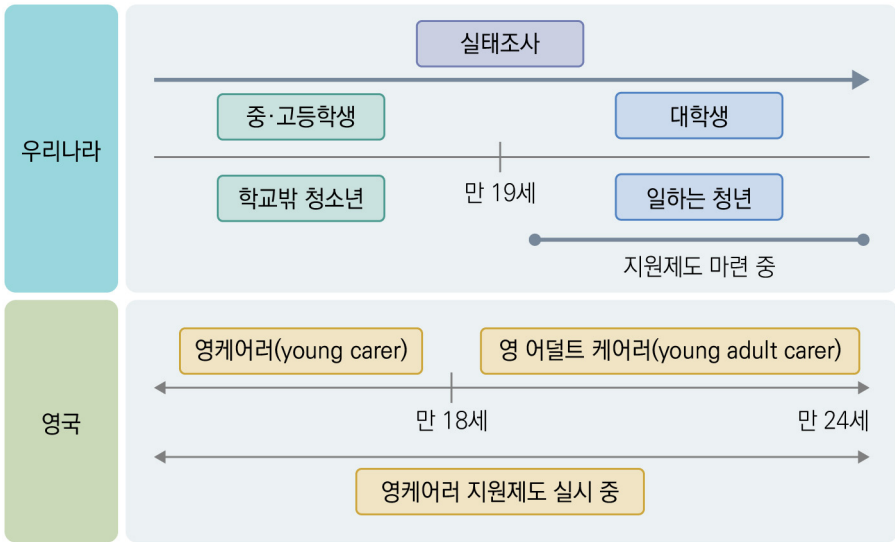 우리나라
실태조사
중·고등학생
대학생
만 19세
학교밖 청소년
일하는 청년
지원제도 마련 중
영국
영케어러(young carer)
영 어덜트 케어러(young adult carer)
만 18세
만 24세
영케어러 지원제도 실시 중